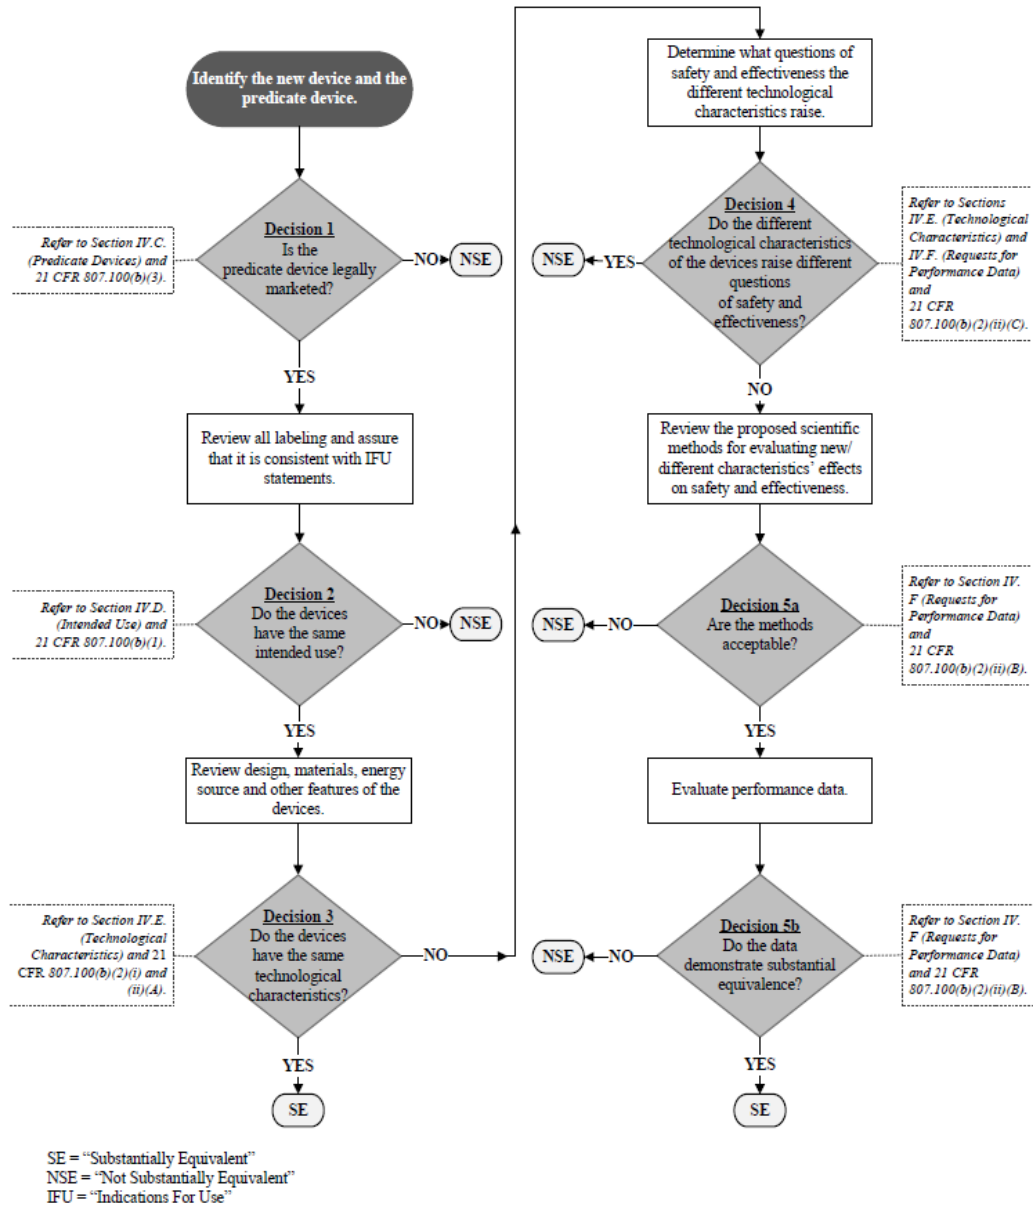 Identify the new device and the
predicate device.
Refer to Section IV.C.
(Predicate Devices) and
21 CFR 807.100(b)(3).
Decision 1
Is the
predicate device legally
marketed?
NO
NSE
YES
Review all labeling and assure
that it is consistent with IFU
statements.
Refer to Section IV.D.
(Intended Use) and
21 CFR 807.100(b)(1).
Decision 2
Do the devices
have the same
intended use?
NO
NSE
YES
Review design, materials, energy
source and other features of the
devices.
Refer to Section IV.E.
(Technological
Characteristics) and 21
CFR 807.100(b)(2)(i) and
(ii)(A).
Decision 3
Do the devices
have the same
technological
characteristics?
NO
YES
SE
Determine what questions of
safety and effectiveness the
different technological
characteristics raise.
Decision 4
Do the different
technological characteristics
of the devices raise different
questions
of safety and
effectiveness?
YES
NSE
Refer to Sections
IV.E. (Technological
Characteristics) and
IV.F. (Requests for
Performance Data)
and
21 CFR
807.100(b)(2)(ii)(C).
NO
Review the proposed scientific
methods for evaluating new/
different characteristics’ effects
on safety and effectiveness.
Decision 5a
Are the methods
acceptable?
NO
NSE
Refer to Section IV.
F (Requests for
Performance Data)
and
21 CFR
807.100(b)(2)(ii)(B).
YES
Evaluate performance data.
Decision 5b
Do the data
demonstrate substantial
equivalence?
NO
NSE
Refer to Section IV.
F (Requests for
Performance Data)
and 21 CFR
807.100(b)(2)(ii)(B).
YES
SE
SE = “Substantially Equivalent”
NSE = “Not Substantially Equivalent”
IFU = “Indications For Use”